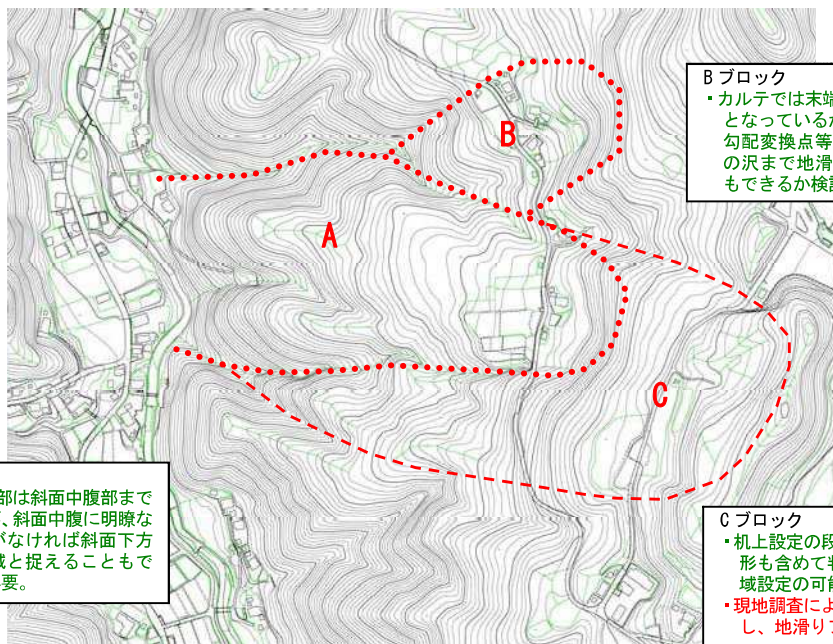 B ブロック
・カルテでは末端
となっているが
勾配変換点等
の沢まで地滑
もできるか検
B
A
C
部は斜面中腹部まで
、斜面中腹に明瞭な
がなければ斜面下方
域と捉えることもで
要。
C ブロック
・机上設定の段
形も含めて
域設定の可
・現地調査によ
し、地滑り